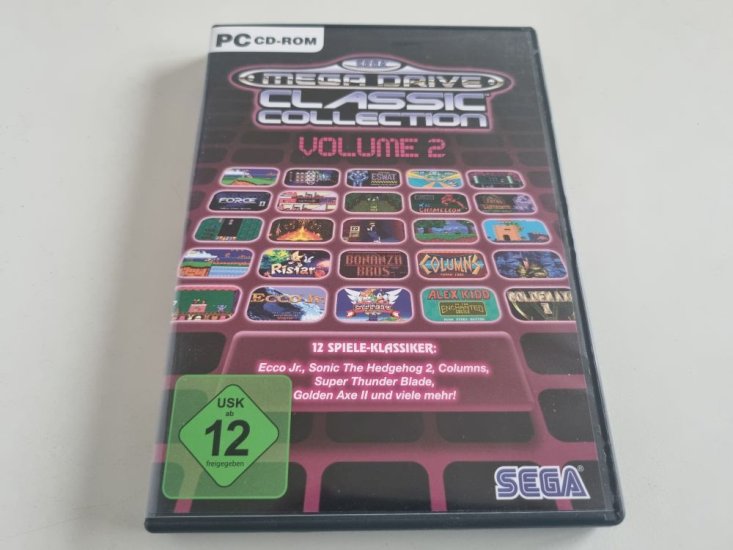 PC CD-ROM
SEGA
MEGA DRIVE
CLASSIC
COLLECTION
VOLUME 2
ESWAT
FORCE
CHAMELEON
Ristar
BONANZA
BROS.
COLUMNS
Ecco Jr.
ALEX KIDD
ENCHANTED
GOLDEN AXE
II
12 SPIELE-KLASSIKER:
Ecco Jr., Sonic The Hedgehog 2, Columns,
Super Thunder Blade,
Golden Axe II und viele mehr!
USK
ab
12
freigegeben
SEGA®